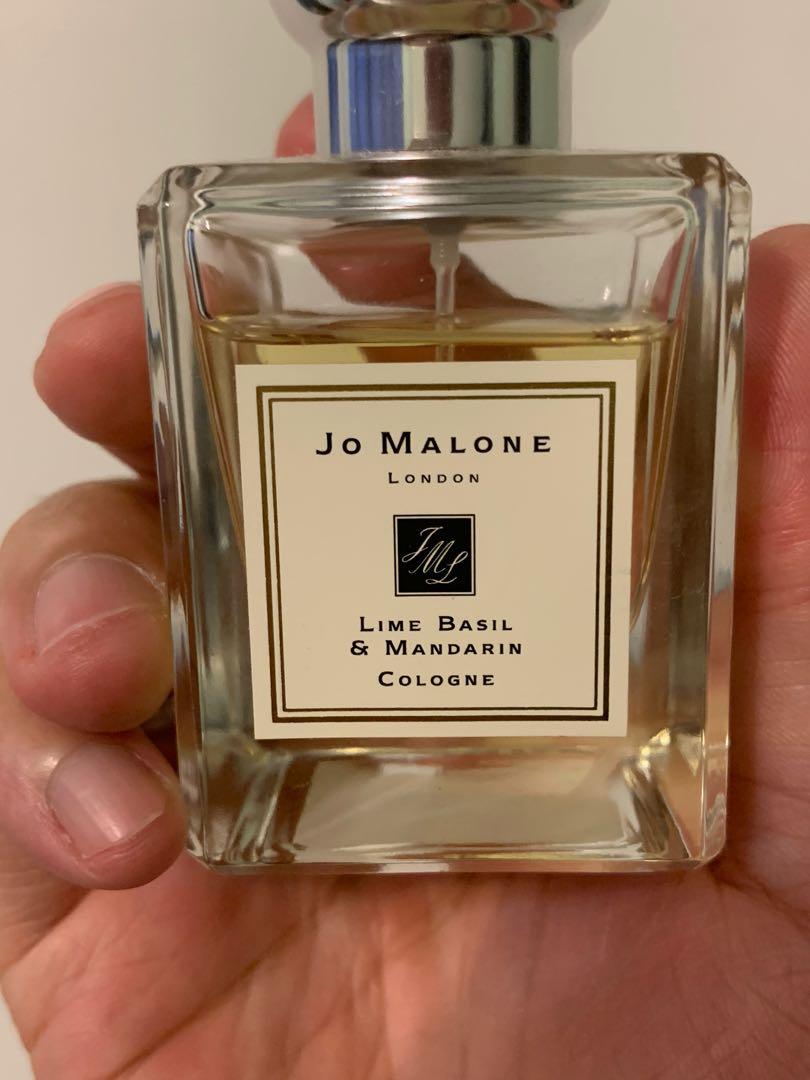 Jo Malone
London
JML
Lime Basil
& Mandarin
Cologne